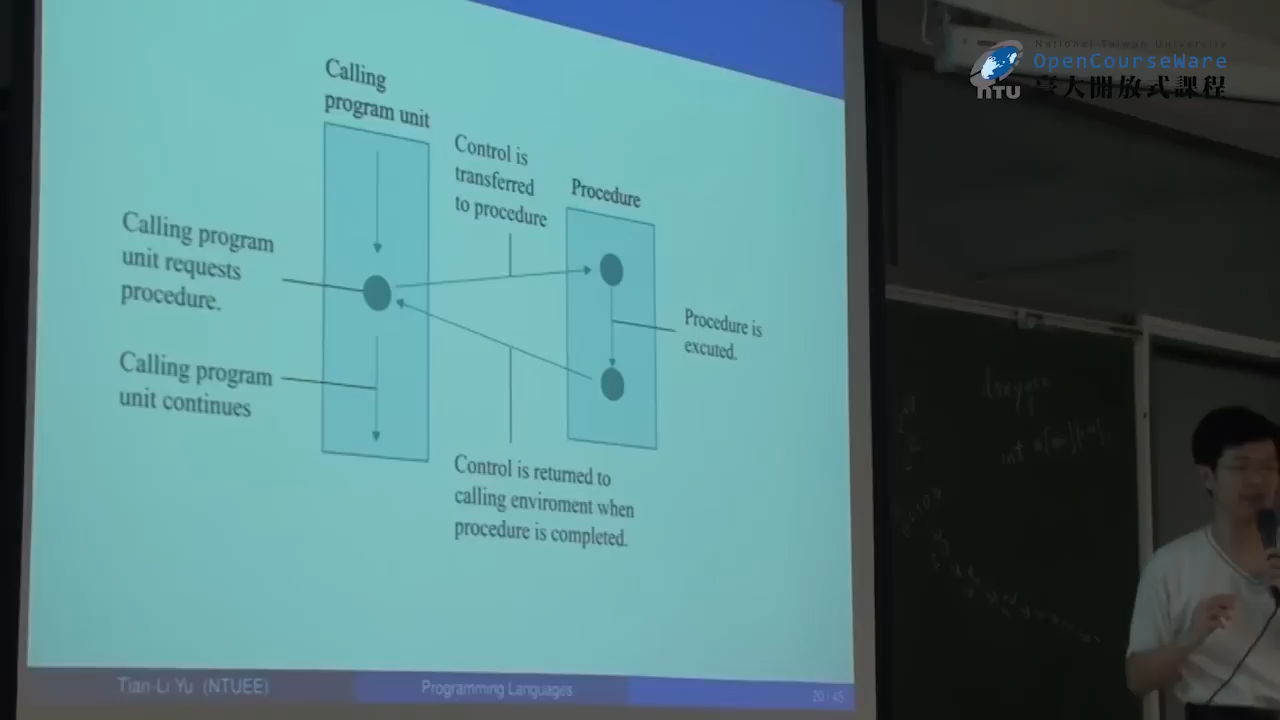 Calling
program unit
Control is
transferred
to procedure
Procedure
Calling program
unit requests
procedure.
Procedure is
excuted.
Calling program
unit continues
Control is returned to
calling enviroment when
procedure is completed.
Tian-Li Yu (NTUEE)
Programming Languages
20 / 45
National Taiwan University
OpenCourseWare
臺大開放式課程
NTU
int